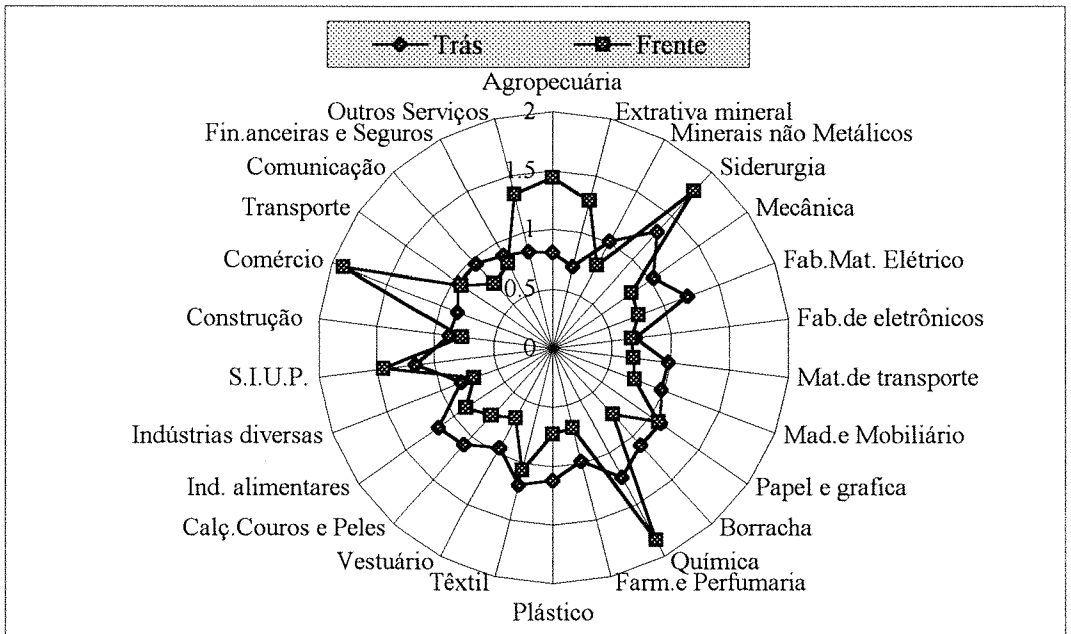 Trás
Frente
Agropecuária
Extrativa mineral
Minerais não Metálicos
Siderurgia
Mecânica
Fab.Mat. Elétrico
Fab.de eletrônicos
Mat.de transporte
Mad.e Mobiliário
Papel e grafica
Borracha
Química
Farm.e Perfumaria
Plástico
Têxtil
Vestuário
Calç.Couros e Peles
Ind. alimentares
Indústrias diversas
S.I.U.P.
Construção
Comércio
Transporte
Comunicação
Fin.anceiras e Seguros
Outros Serviços
2
1.5
1
0.5
0